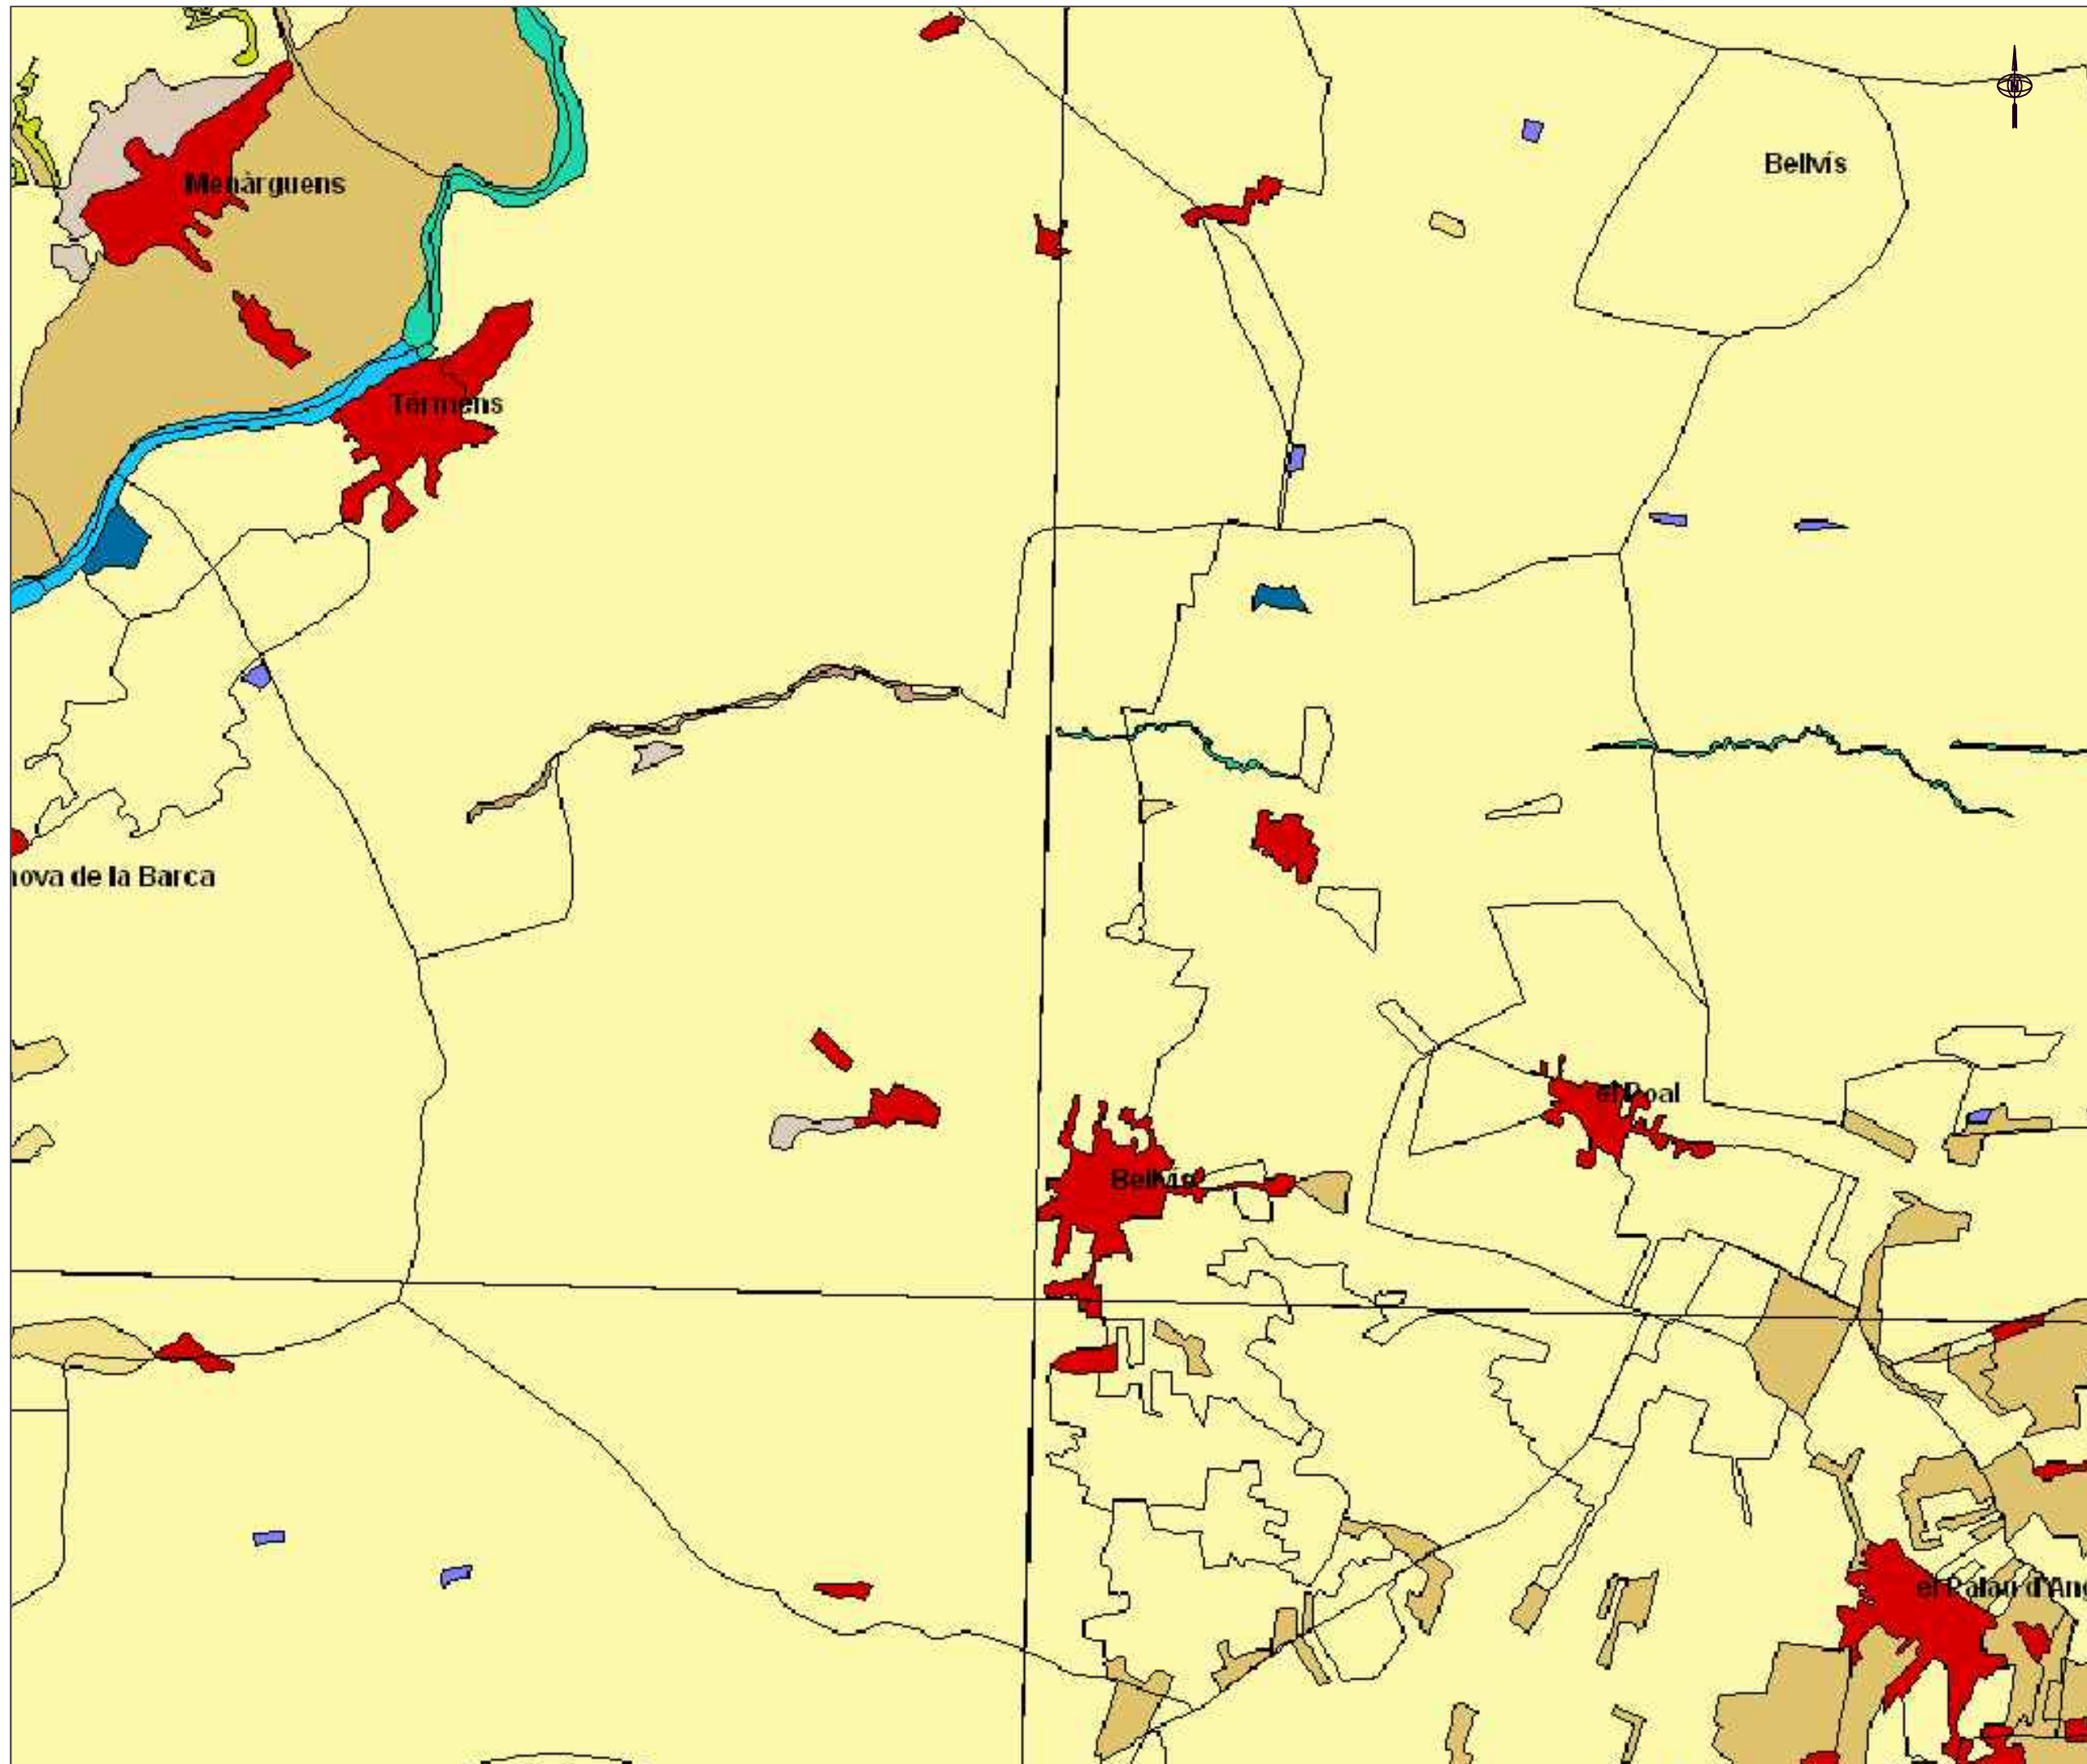 Bellvís
Menàrguens
Térmens
nova de la Barca
el Poal
Bellvís
el Palau d'Ang